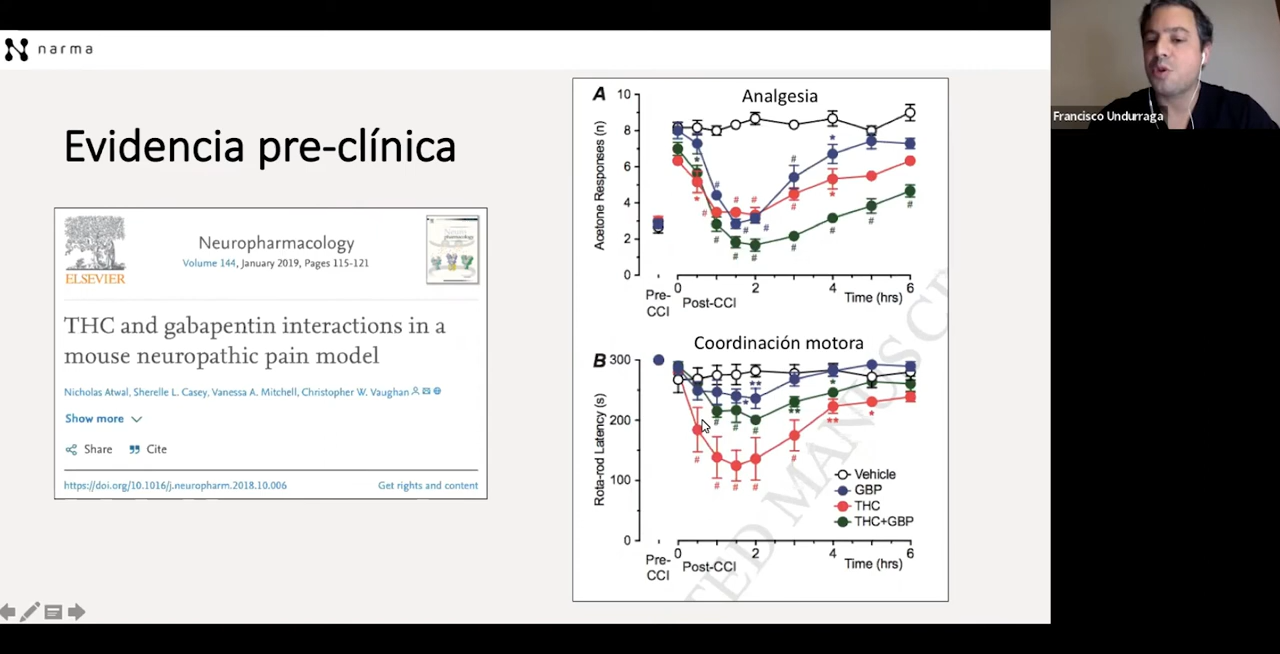 narma
Francisco Undurraga
Evidencia pre-clínica
ELSEVIER
Neuropharmacology
Volume 144, January 2019, Pages 115-121
THC and gabapentin interactions in a
mouse neuropathic pain model
Nicholas Atwal, Sherelle L. Casey, Vanessa A. Mitchell, Christopher W. Vaughan
Show more
Share Cite
https://doi.org/10.1016/j.neuropharm.2018.10.006 Get rights and content
A Analgesia
Acetone Responses (n)
10
8
6
4
2
0
0 2 4 6
Pre-
CCI
Post-CCI
Time (hrs)
Coordinación motora
B
Rota-rod Latency (s)
300
200
100
0
Vehicle
GBP
THC
THC+GBP
0 2 4 6
Pre-
CCI
Post-CCI
Time (hrs)
TED MANUSCR